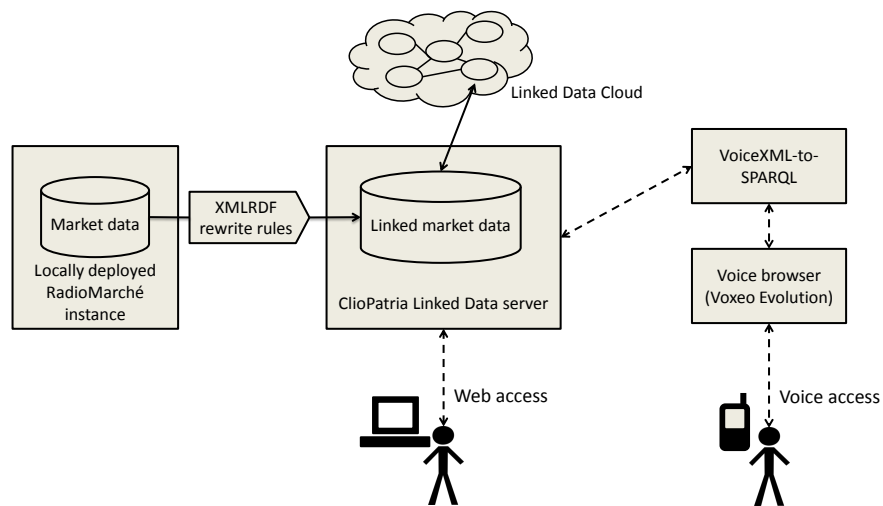 Linked Data Cloud
Market data
Locally deployed
RadioMarché
instance
XMLRDF
rewrite rules
Linked market data
ClioPatria Linked Data server
VoiceXML-to-
SPARQL
Voice browser
(Voxeo Evolution)
Web access
Voice access